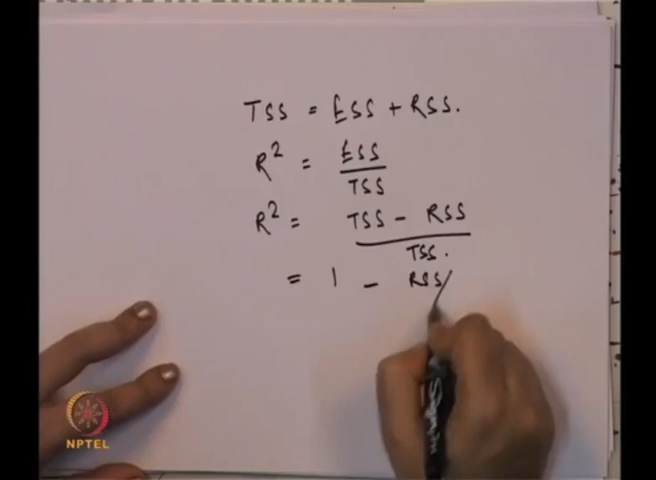 TSS = ESS + RSS.
R² = ESS / TSS
R² = TSS - RSS / TSS.
= 1 - RSS/
NPTEL